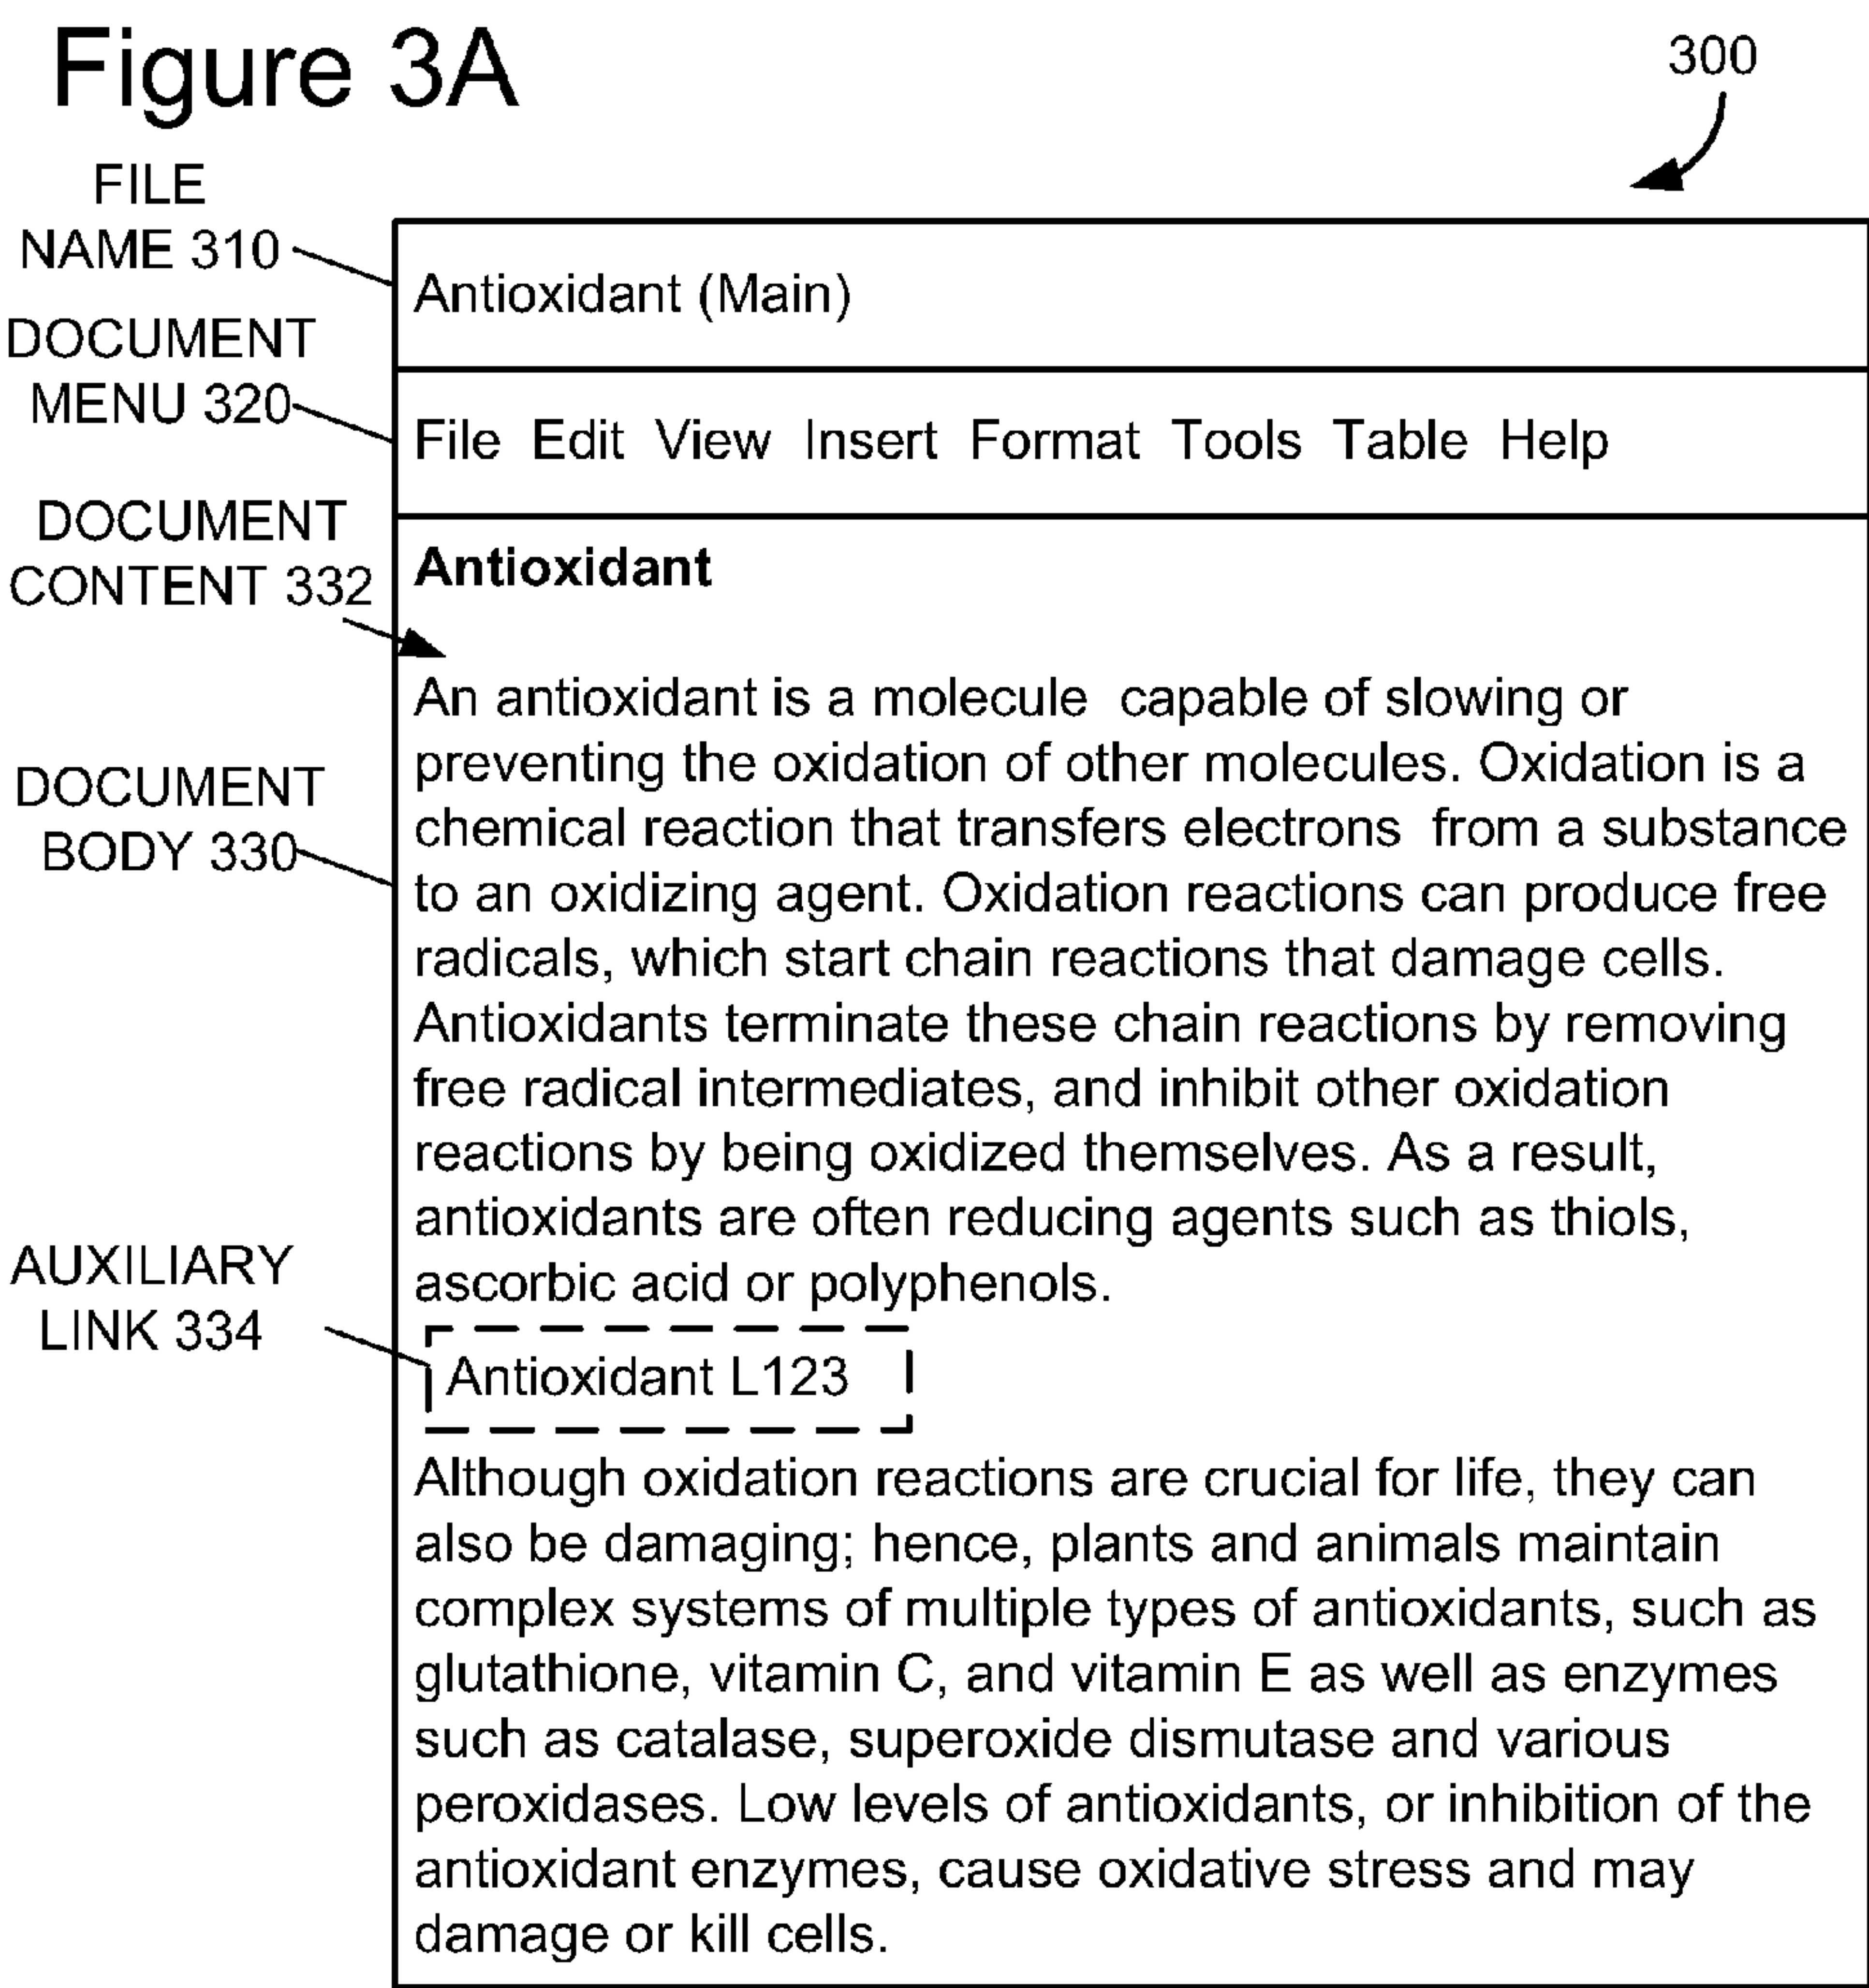 Figure 3A
300
FILE
NAME 310
Antioxidant (Main)
DOCUMENT
MENU 320
File Edit View Insert Format Tools Table Help
DOCUMENT
CONTENT 332
Antioxidant
An antioxidant is a molecule capable of slowing or
preventing the oxidation of other molecules. Oxidation is a
chemical reaction that transfers electrons from a substance
to an oxidizing agent. Oxidation reactions can produce free
radicals, which start chain reactions that damage cells.
Antioxidants terminate these chain reactions by removing
free radical intermediates, and inhibit other oxidation
reactions by being oxidized themselves. As a result,
antioxidants are often reducing agents such as thiols,
ascorbic acid or polyphenols.
DOCUMENT
BODY 330
AUXILIARY
LINK 334
Antioxidant L123
Although oxidation reactions are crucial for life, they can
also be damaging; hence, plants and animals maintain
complex systems of multiple types of antioxidants, such as
glutathione, vitamin C, and vitamin E as well as enzymes
such as catalase, superoxide dismutase and various
peroxidases. Low levels of antioxidants, or inhibition of the
antioxidant enzymes, cause oxidative stress and may
damage or kill cells.